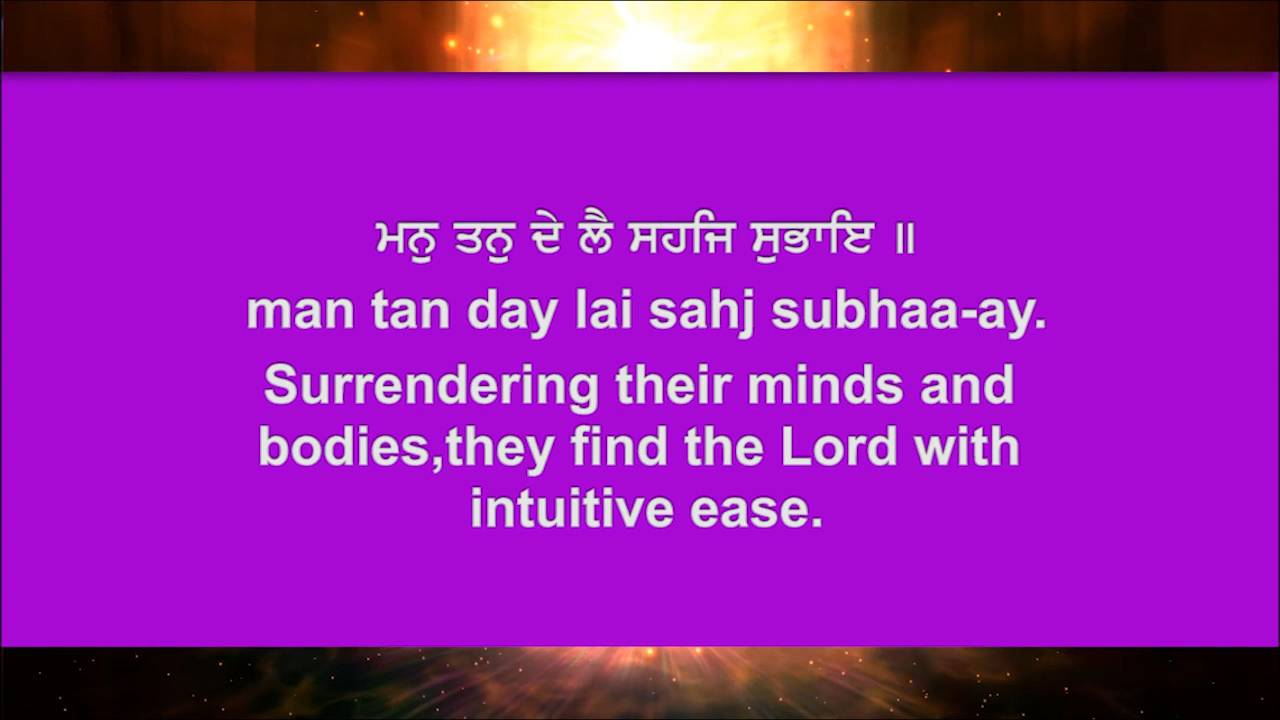 ਮਨੁ ਤਨੁ ਦੇ ਲੈ ਸਹਜਿ ਸੁਭਾਇ ॥
man tan day lai sahj subhaa-ay.
Surrendering their minds and
bodies,they find the Lord with
intuitive ease.